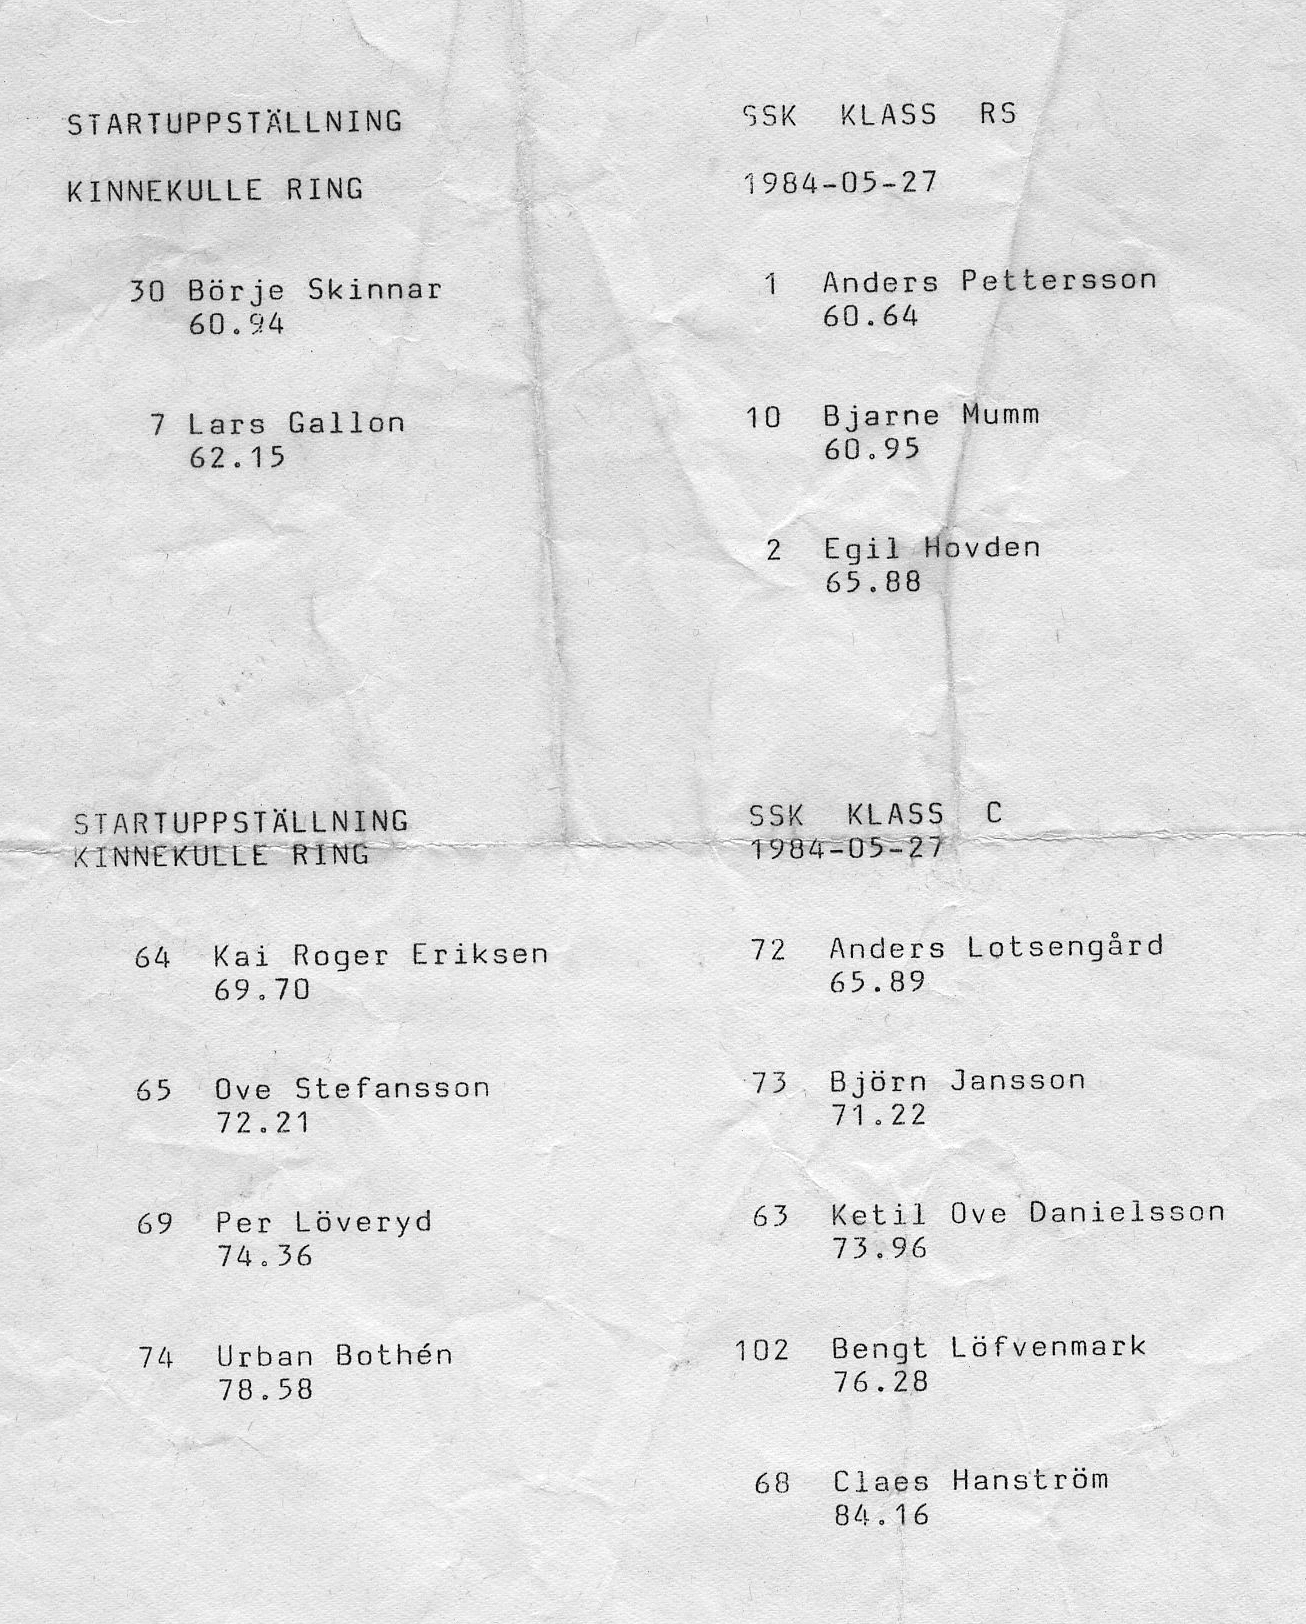 STARTUPPSTÄLLNING SSK KLASS RS
KINNEKULLE RING 1984-05-27
30 Börje Skinnar 1 Anders Pettersson
60.94 60.64
7 Lars Gallon 10 Bjarne Mumm
62.15 60.95
2 Egil Hovden
65.88
STARTUPPSTÄLLNING SSK KLASS C
KINNEKULLE RING 1984-05-27
64 Kai Roger Eriksen 72 Anders Lotsengård
69.70 65.89
65 Ove Stefansson 73 Björn Jansson
72.21 71.22
69 Per Löveryd 63 Ketil Ove Danielsson
74.36 73.96
74 Urban Bothén 102 Bengt Löfvenmark
78.58 76.28
68 Claes Hanström
84.16